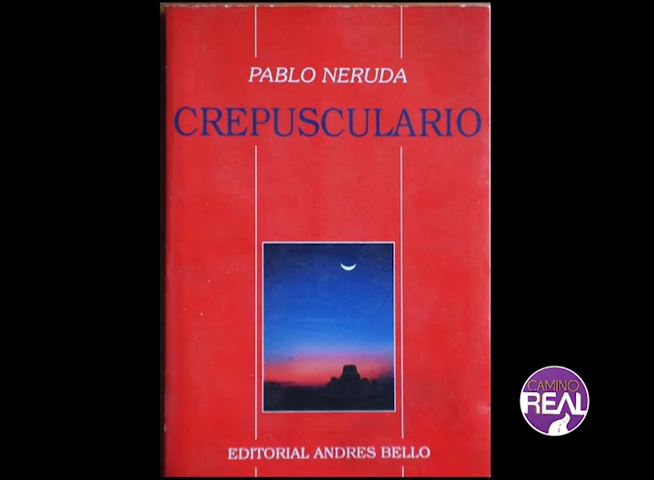 PABLO NERUDA
CREPUSCULARIO
EDITORIAL ANDRES BELLO
CAMINO
REAL